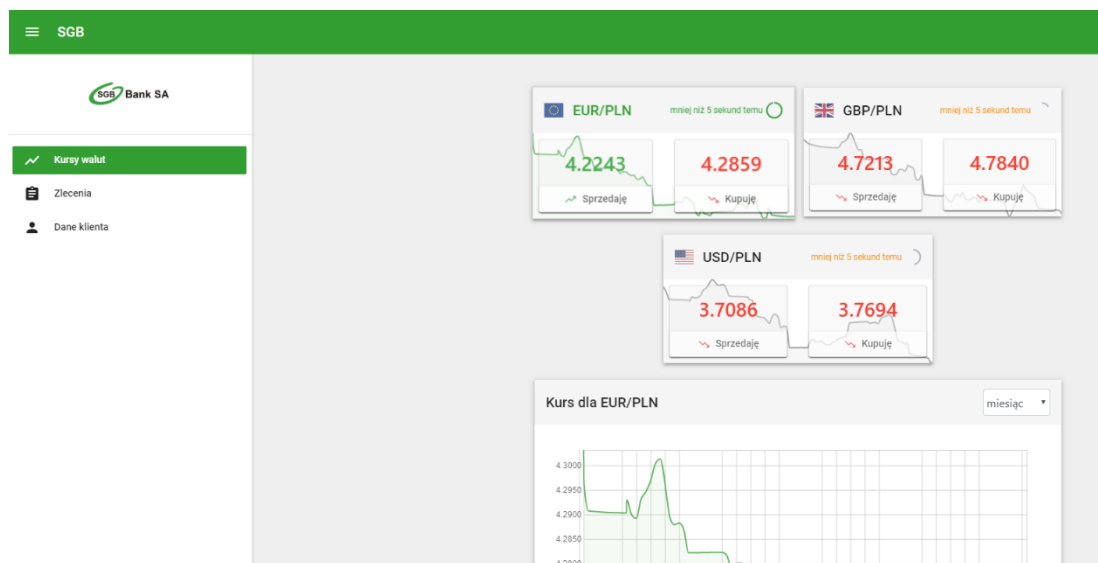 SGB
SGB Bank SA
Kursy walut
Zlecenia
Dane klienta
EUR/PLN mniej niż 5 sekund temu
4.2243 4.2859
Sprzedaję Kupuję
GBP/PLN mniej niż 5 sekund temu
4.7213 4.7840
Sprzedaję Kupuję
USD/PLN mniej niż 5 sekund temu
3.7086 3.7694
Sprzedaję Kupuję
Kurs dla EUR/PLN miesiąc
4.3000
4.2950
4.2900
4.2850
4.2800